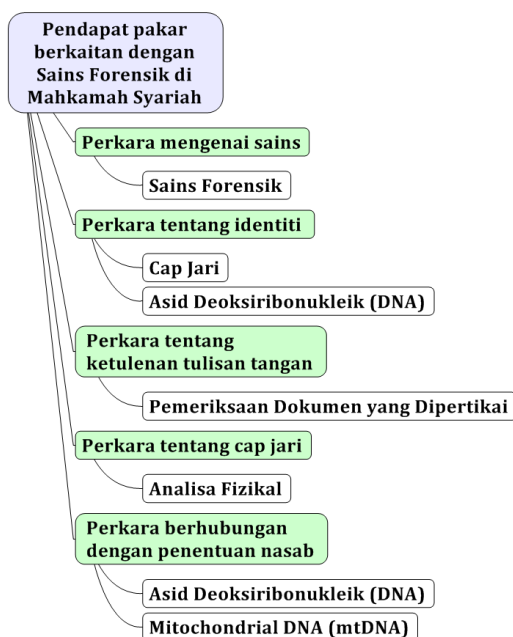 Pendapat pakar
berkaitan dengan
Sains Forensik di
Mahkamah Syariah
Perkara mengenai sains
Sains Forensik
Perkara tentang identiti
Cap Jari
Asid Deoksiribonukleik (DNA)
Perkara tentang
ketulenan tulisan tangan
Pemeriksaan Dokumen yang Dipertikai
Perkara tentang cap jari
Analisa Fizikal
Perkara berhubungan
dengan penentuan nasab
Asid Deoksiribonukleik (DNA)
Mitochondrial DNA (mtDNA)